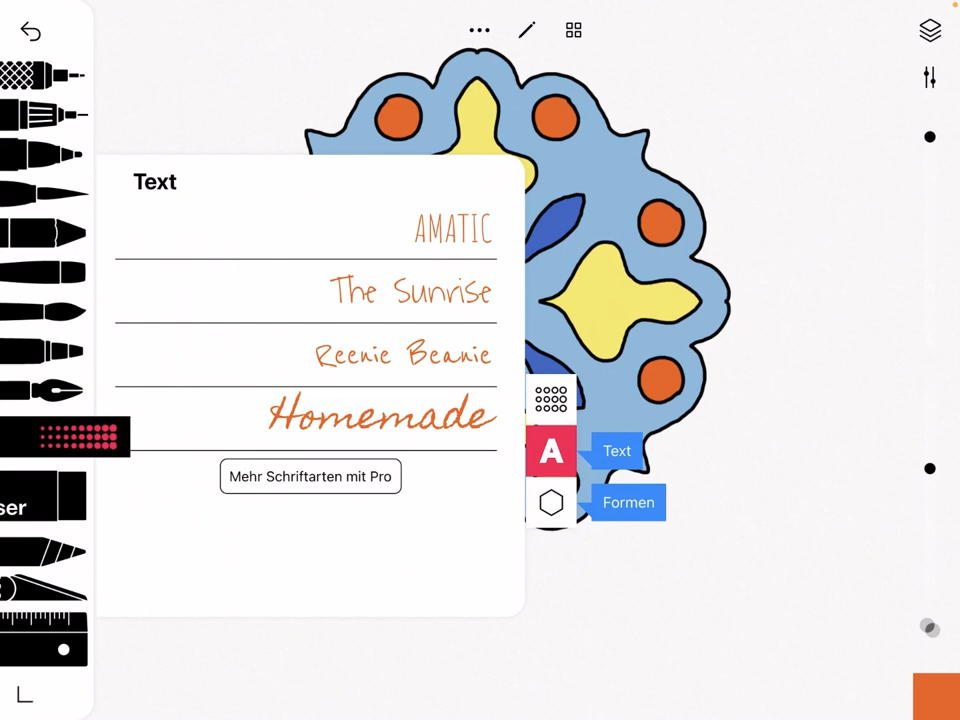 Text
AMATIC
The Sunrise
Reenie Beanie
Homemade
Mehr Schriftarten mit Pro
ser
A
Text
Formen